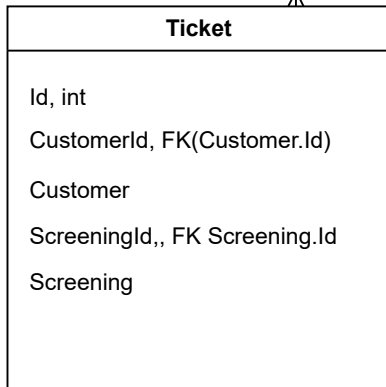 Ticket
Id, int
CustomerId, FK(Customer.Id)
Customer
ScreeningId,, FK Screening.Id
Screening